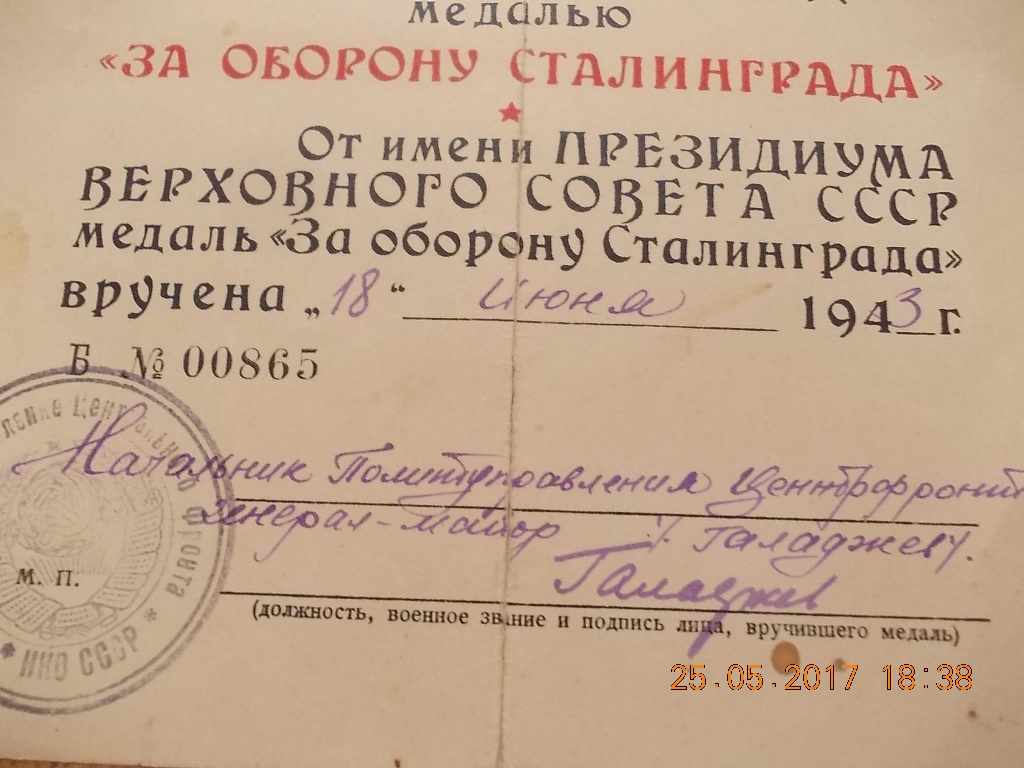 медалью
«ЗА ОБОРОНУ СТАЛИНГРАДА»
От имени ПРЕЗИДИУМА
ВЕРХОВНОГО СОВЕТА СССР
медаль «За оборону Сталинграда»
вручена „18“ июня 1943 г.
Б № 00865
Начальник Политуправления Центрфронта
Генерал-майор /Галаджев/.
Галаджев
М. П.
(должность, военное звание и подпись лица, вручившего медаль)
Центрального Фронта
* НКО СССР *
25.05.2017 18:38